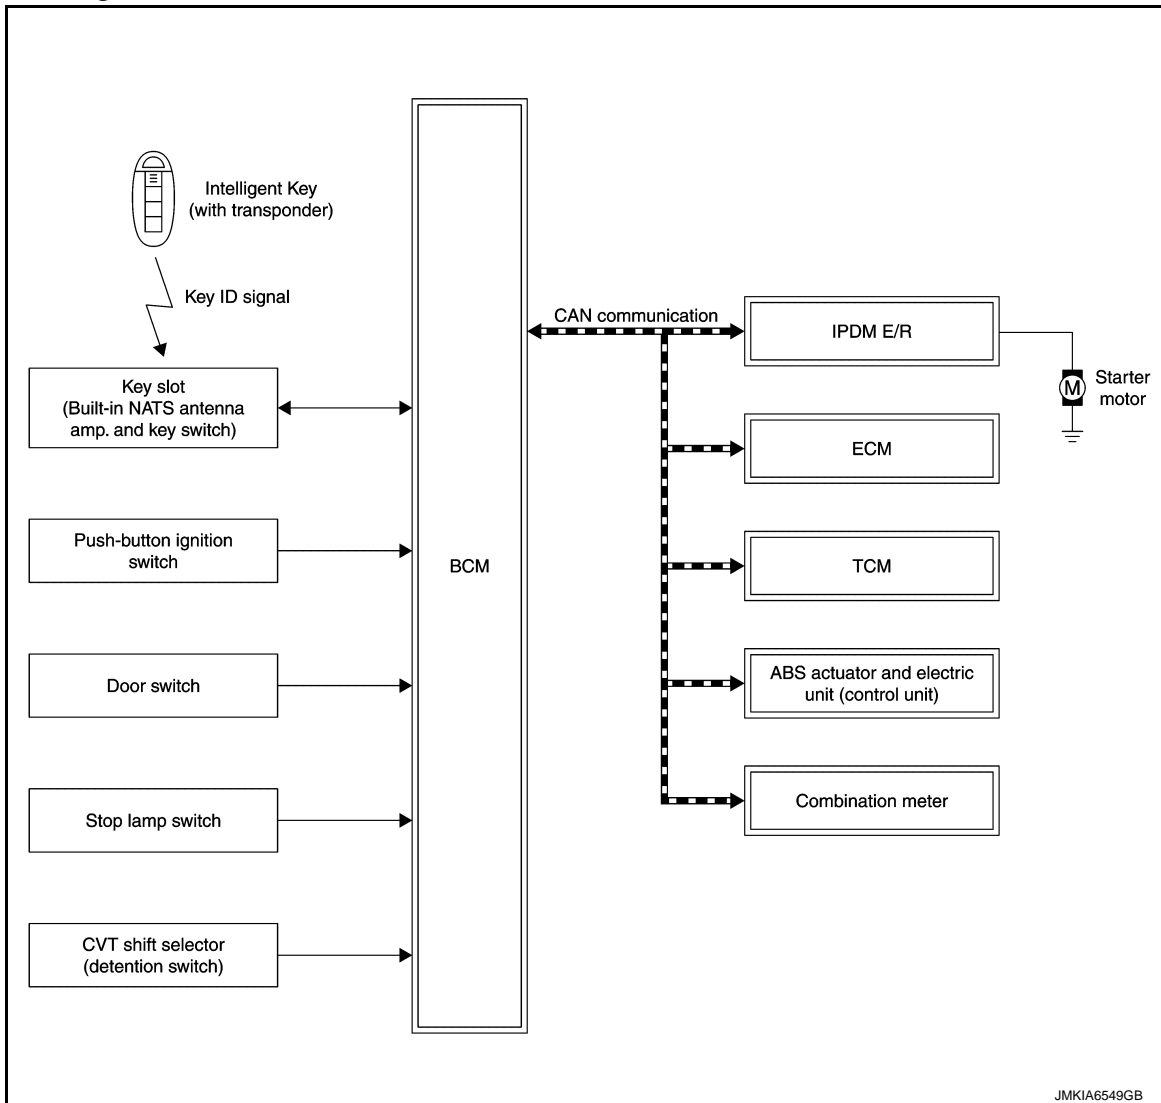 Intelligent Key
(with transponder)
Key ID signal
Key slot
(Built-in NATS antenna
amp. and key switch)
Push-button ignition
switch
Door switch
Stop lamp switch
CVT shift selector
(detention switch)
BCM
CAN communication
IPDM E/R
M
Starter
motor
ECM
TCM
ABS actuator and electric
unit (control unit)
Combination meter
JMKIA6549GB